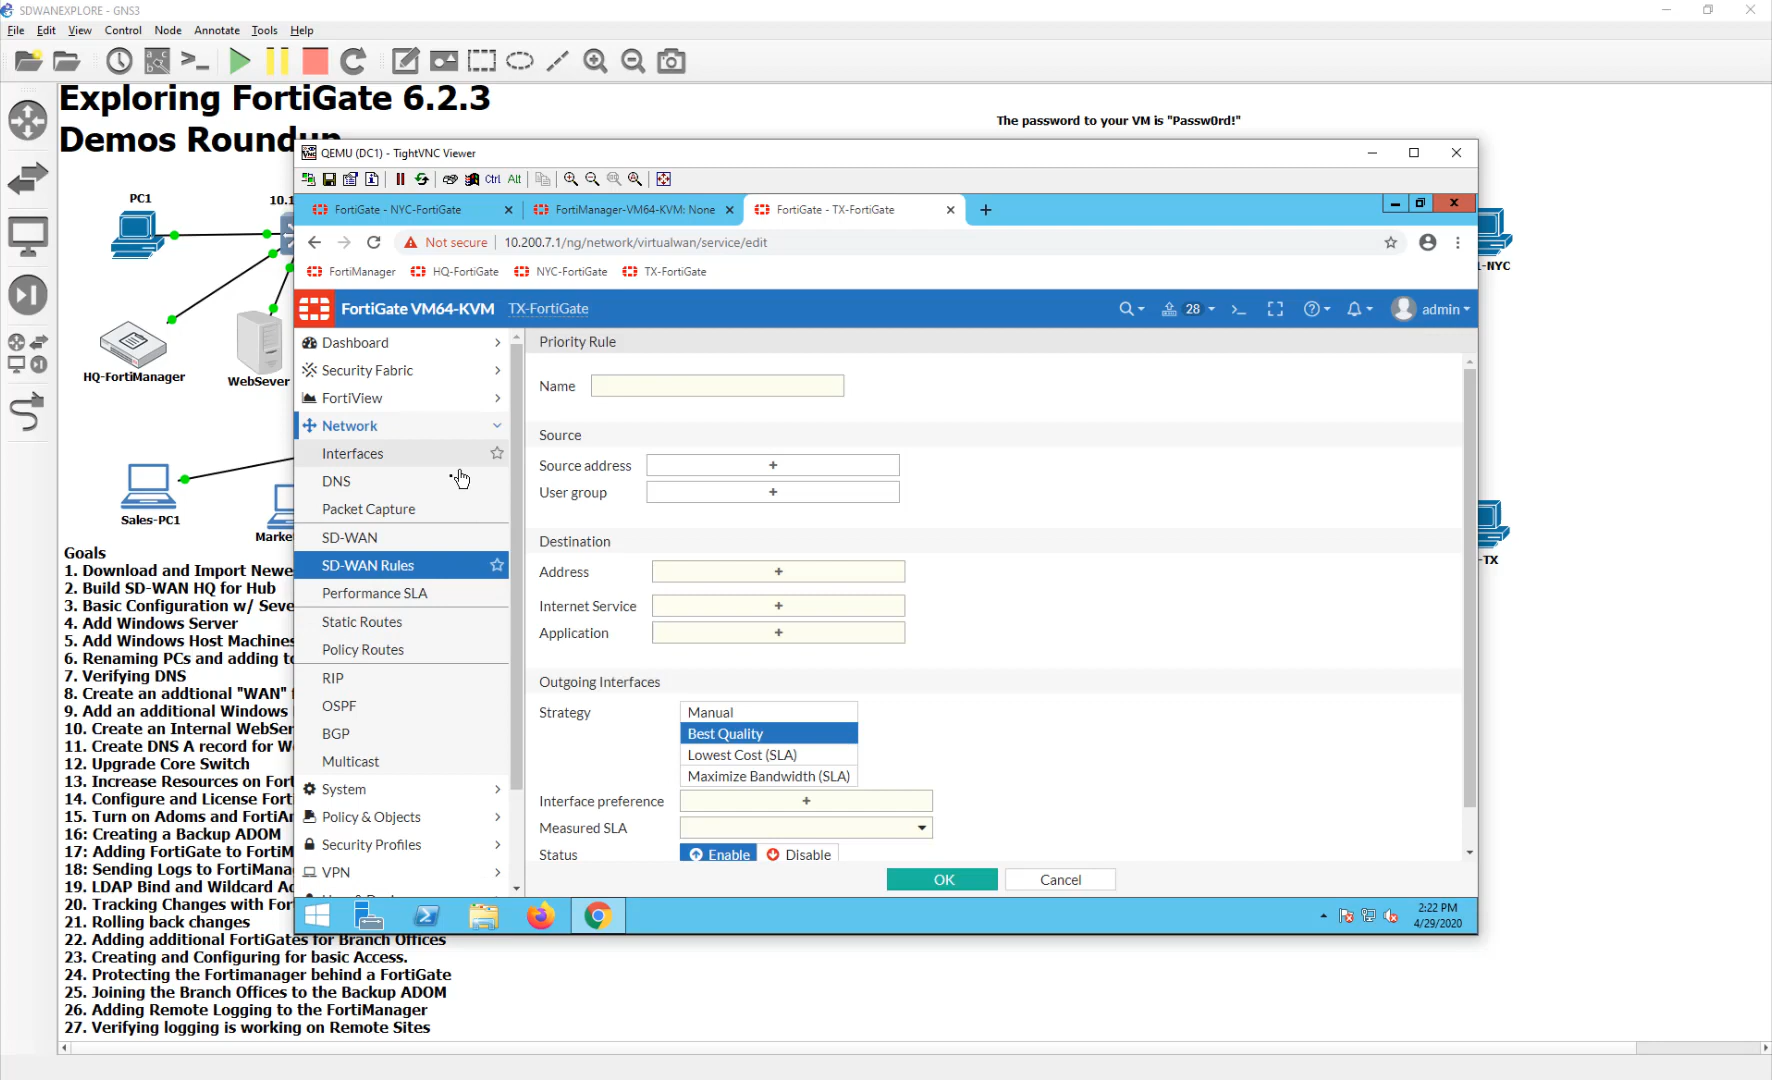 SDWANEXPLORE - GNS3
File Edit View Control Node Annotate Tools Help
Exploring FortiGate 6.2.3
Demos Roundup
The password to your VM is "Passw0rd!"
PC1
10.1
HQ-FortiManager
WebSever
Sales-PC1
Marke
1-NYC
-TX
QEMU (DC1) - TightVNC Viewer
Ctrl Alt
FortiGate - NYC-FortiGate
FortiManager-VM64-KVM: None
FortiGate - TX-FortiGate
Not secure
10.200.7.1/ng/network/virtualwan/service/edit
FortiManager
HQ-FortiGate
NYC-FortiGate
TX-FortiGate
FortiGate VM64-KVM
TX-FortiGate
28
admin
Dashboard
Security Fabric
FortiView
Network
Interfaces
DNS
Packet Capture
SD-WAN
SD-WAN Rules
Performance SLA
Static Routes
Policy Routes
RIP
OSPF
BGP
Multicast
System
Policy & Objects
Security Profiles
VPN
Priority Rule
Name
Source
Source address
User group
Destination
Address
Internet Service
Application
Outgoing Interfaces
Strategy
Manual
Best Quality
Lowest Cost (SLA)
Maximize Bandwidth (SLA)
Interface preference
Measured SLA
Status
Enable
Disable
OK
Cancel
2:22 PM
4/29/2020
Goals
1. Download and Import Newe
2. Build SD-WAN HQ for Hub
3. Basic Configuration w/ Seve
4. Add Windows Server
5. Add Windows Host Machines
6. Renaming PCs and adding to
7. Verifying DNS
8. Create an addtional "WAN" f
9. Add an additional Windows
10. Create an Internal WebSer
11. Create DNS A record for W
12. Upgrade Core Switch
13. Increase Resources on Fort
14. Configure and License Fort
15. Turn on Adoms and FortiAn
16: Creating a Backup ADOM
17: Adding FortiGate to FortiM
18: Sending Logs to FortiMana
19. LDAP Bind and Wildcard Ac
20. Tracking Changes with For
21. Rolling back changes
22. Adding additional FortiGates for Branch Offices
23. Creating and Configuring for basic Access.
24. Protecting the Fortimanager behind a FortiGate
25. Joining the Branch Offices to the Backup ADOM
26. Adding Remote Logging to the FortiManager
27. Verifying logging is working on Remote Sites